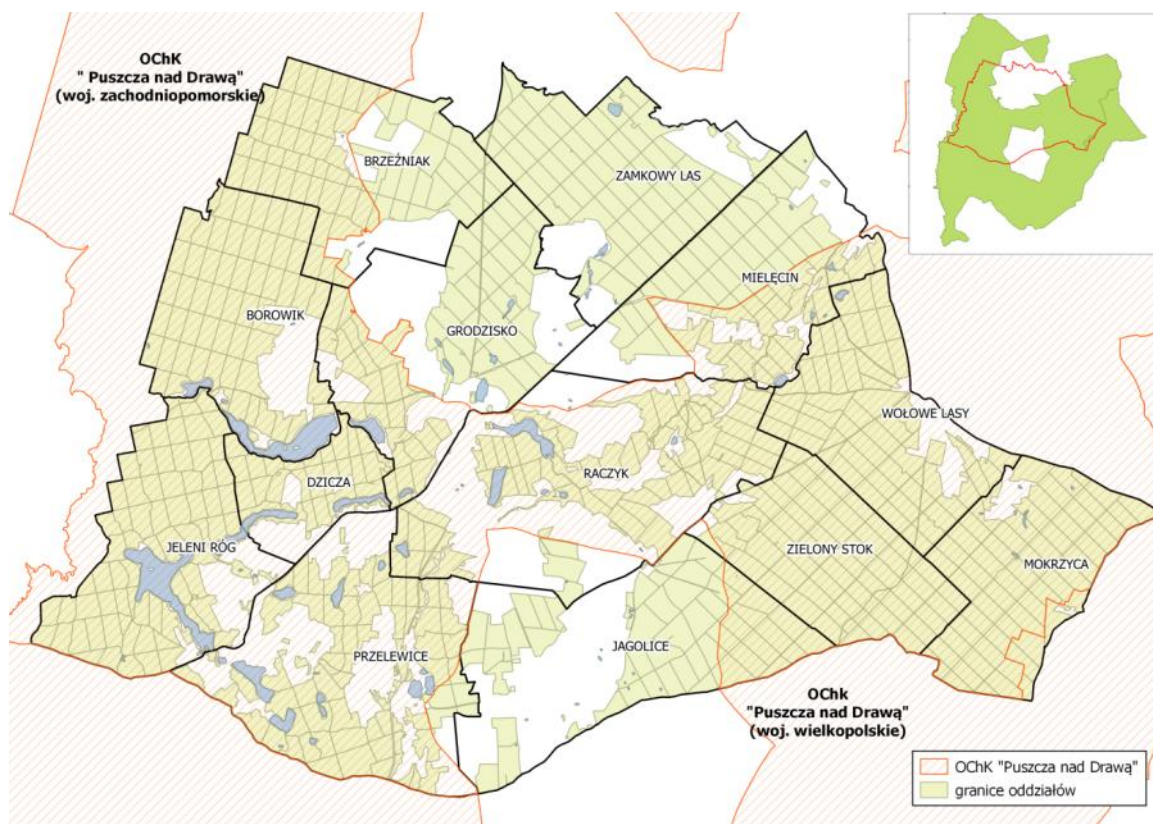 OChK
" Puszcza nad Drawą"
(woj. zachodniopomorskie)
BRZEŹNIAK
ZAMKOWY LAS
MIELĘCIN
BOROWIK
GRODZISKO
WOŁOWE LASY
RACZYK
DZICZA
JELENI RÓG
ZIELONY STOK
MOKRZYCA
PRZELEWICE
JAGOLICE
OChk
"Puszcza nad Drawą"
(woj. wielkopolskie)
OChK "Puszcza nad Drawą"
granice oddziałów